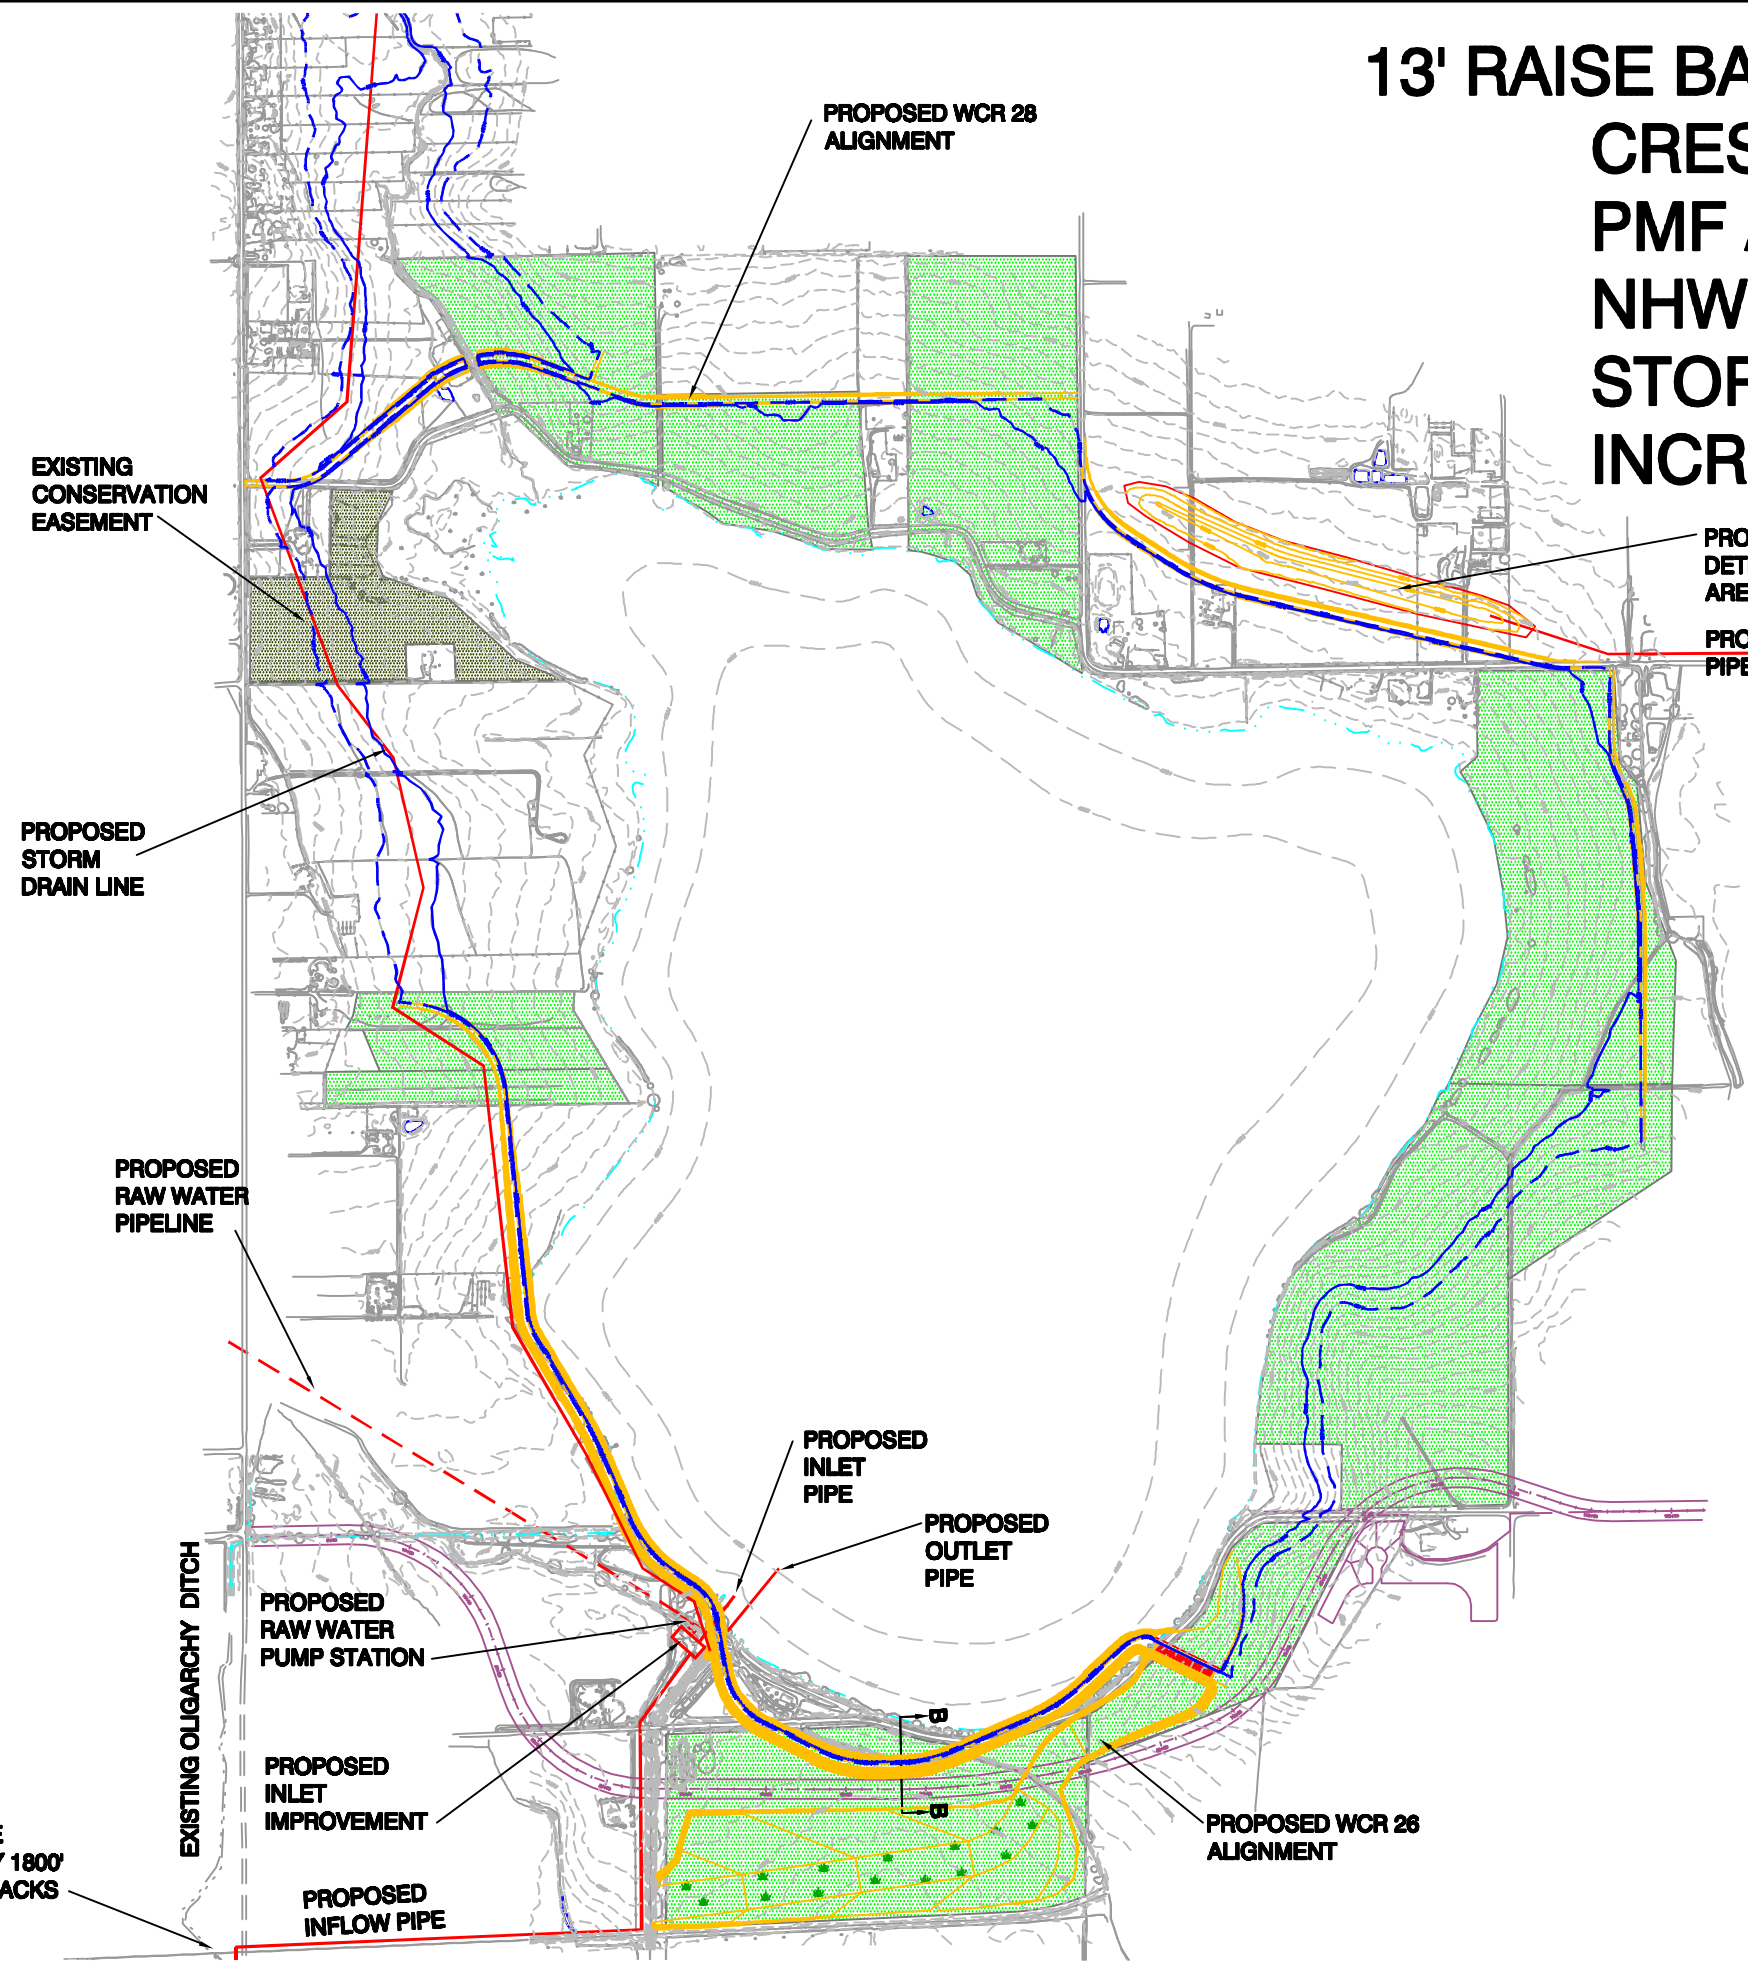 13' RAISE BA
CRES
PMF A
NHW
STOR
INCR
PROPOSED WCR 28
ALIGNMENT
EXISTING
CONSERVATION
EASEMENT
PRO
DET
ARE
PRO
PIPE
PROPOSED
STORM
DRAIN LINE
PROPOSED
RAW WATER
PIPELINE
PROPOSED
INLET
PIPE
PROPOSED
OUTLET
PIPE
EXISTING OLIGARCHY DITCH
PROPOSED
RAW WATER
PUMP STATION
B
B
PROPOSED
INLET
IMPROVEMENT
PROPOSED WCR 26
ALIGNMENT
E
Y 1800'
ACKS
PROPOSED
INFLOW PIPE